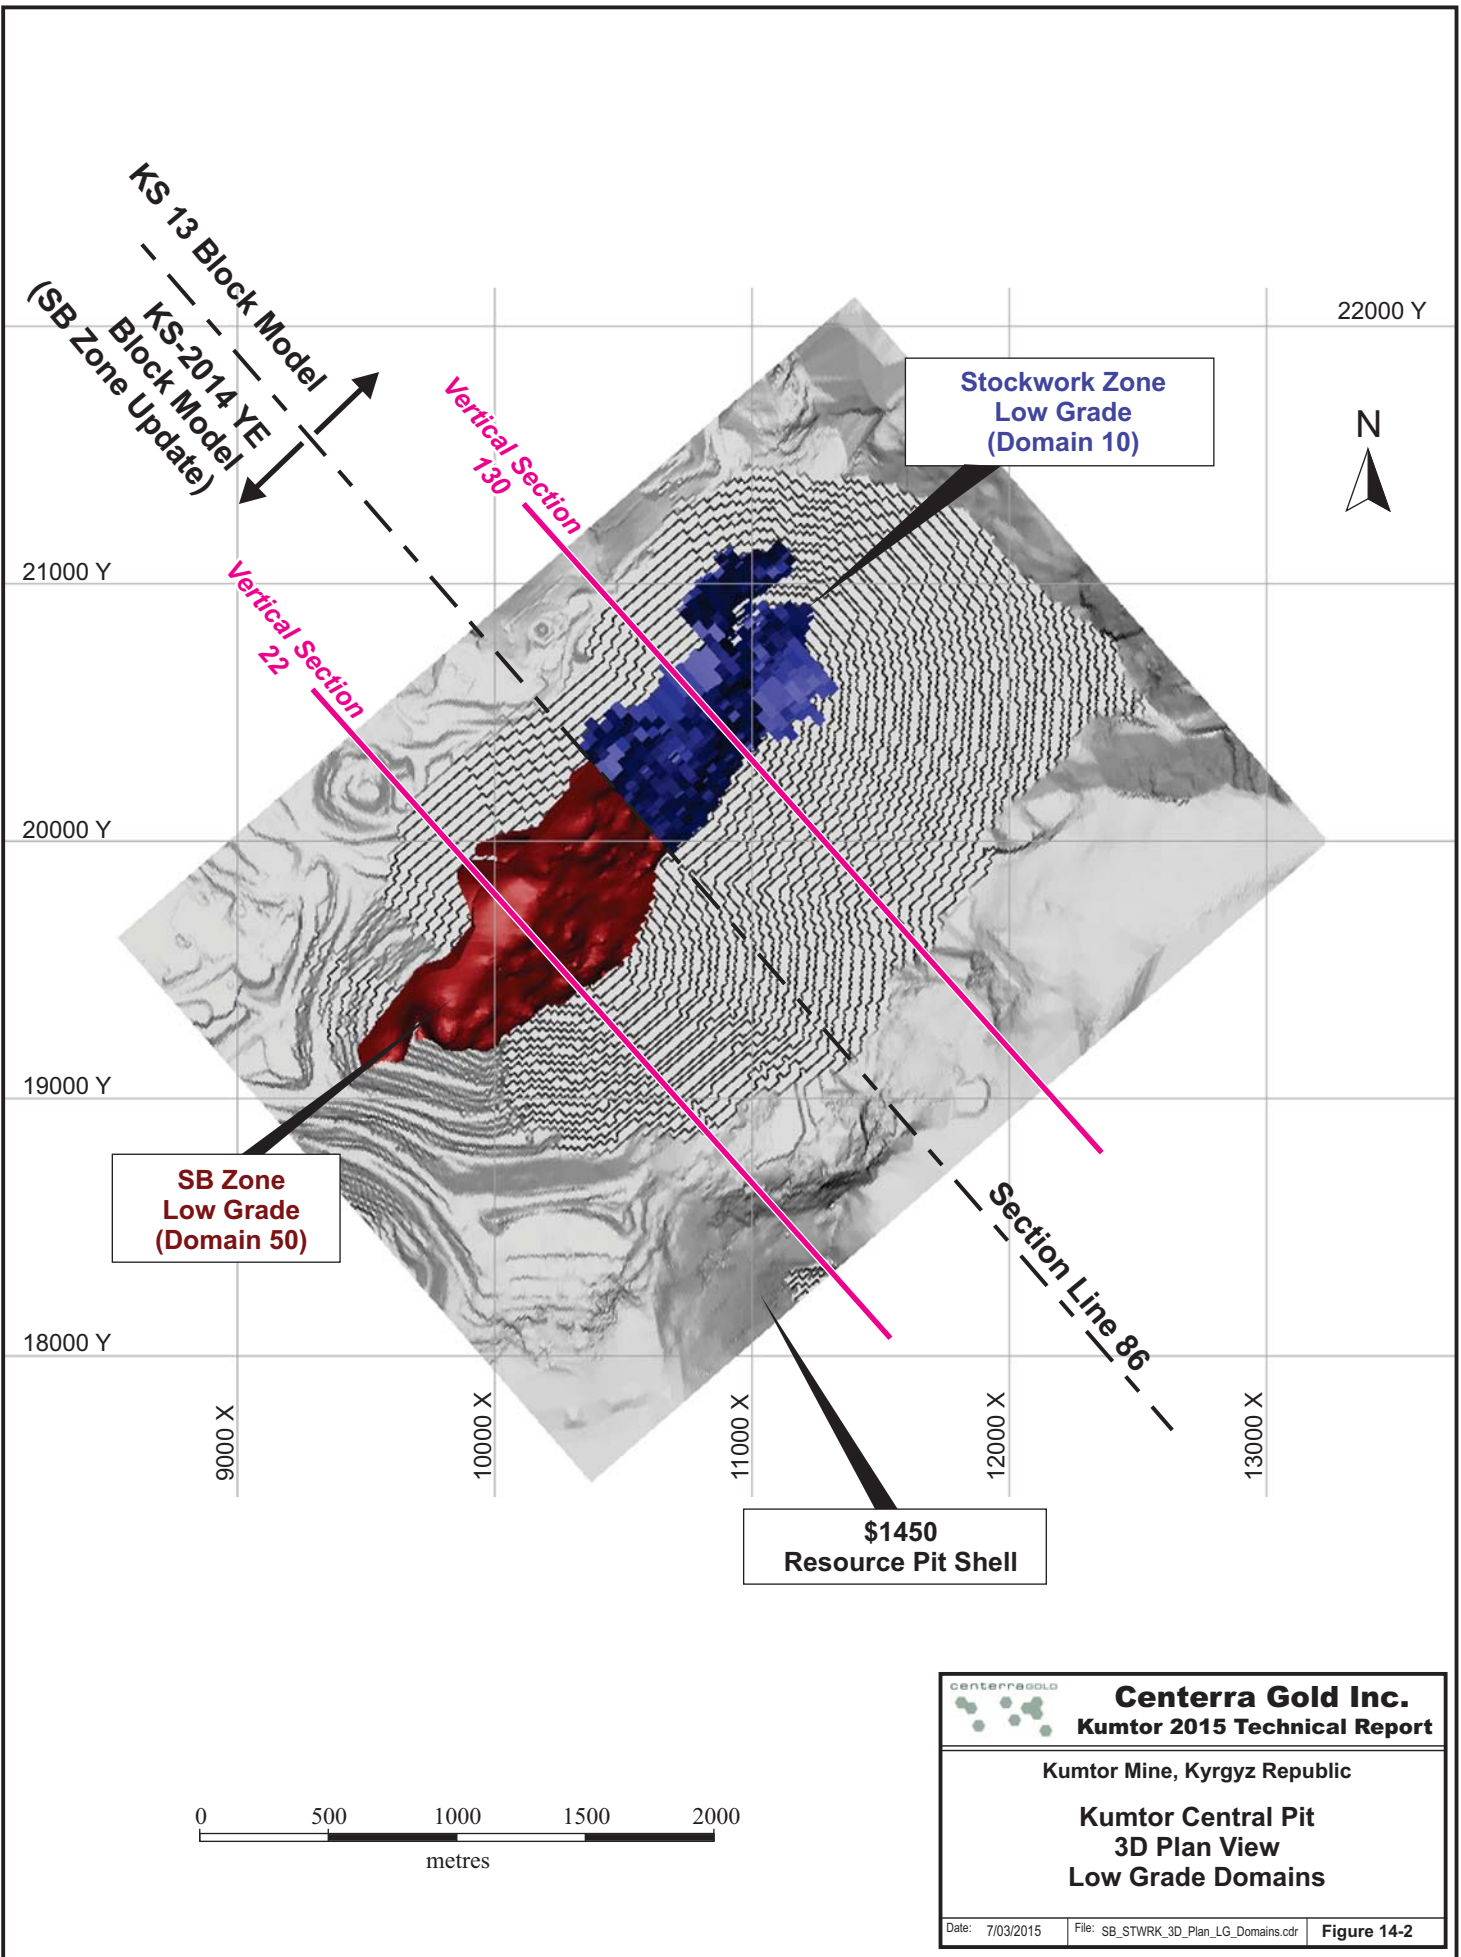 KS 13 Block Model
KS-2014 YE
Block Model
(SB Zone Update)
22000 Y
Vertical Section
130
Stockwork Zone
Low Grade
(Domain 10)
N
21000 Y
Vertical Section
22
20000 Y
19000 Y
SB Zone
Low Grade
(Domain 50)
Section Line 86
18000 Y
9000 X
10000 X
11000 X
12000 X
13000 X
$1450
Resource Pit Shell
centerraGOLD
Centerra Gold Inc.
Kumtor 2015 Technical Report
Kumtor Mine, Kyrgyz Republic
Kumtor Central Pit
3D Plan View
Low Grade Domains
0 500 1000 1500 2000
metres
Date: 7/03/2015 File: SB_STWRK_3D_Plan_LG_Domains.cdr Figure 14-2